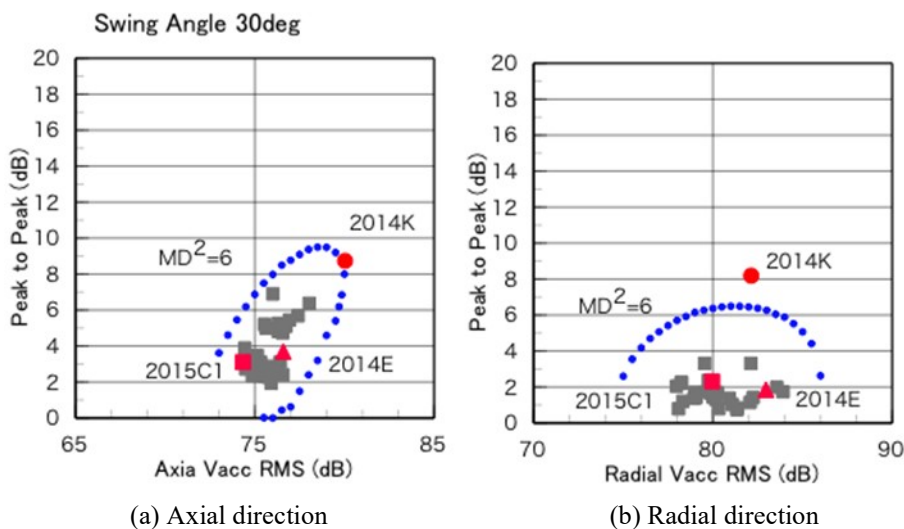 Swing Angle 30deg
20
18
16
14
12
10
8
6
4
2
0
Peak to Peak (dB)
2014K
MD²=6
2015C1
2014E
65
75
85
Axia Vacc RMS (dB)
(a) Axial direction
20
18
16
14
12
10
8
6
4
2
0
Peak to Peak (dB)
2014K
MD²=6
2015C1
2014E
70
80
90
Radial Vacc RMS (dB)
(b) Radial direction